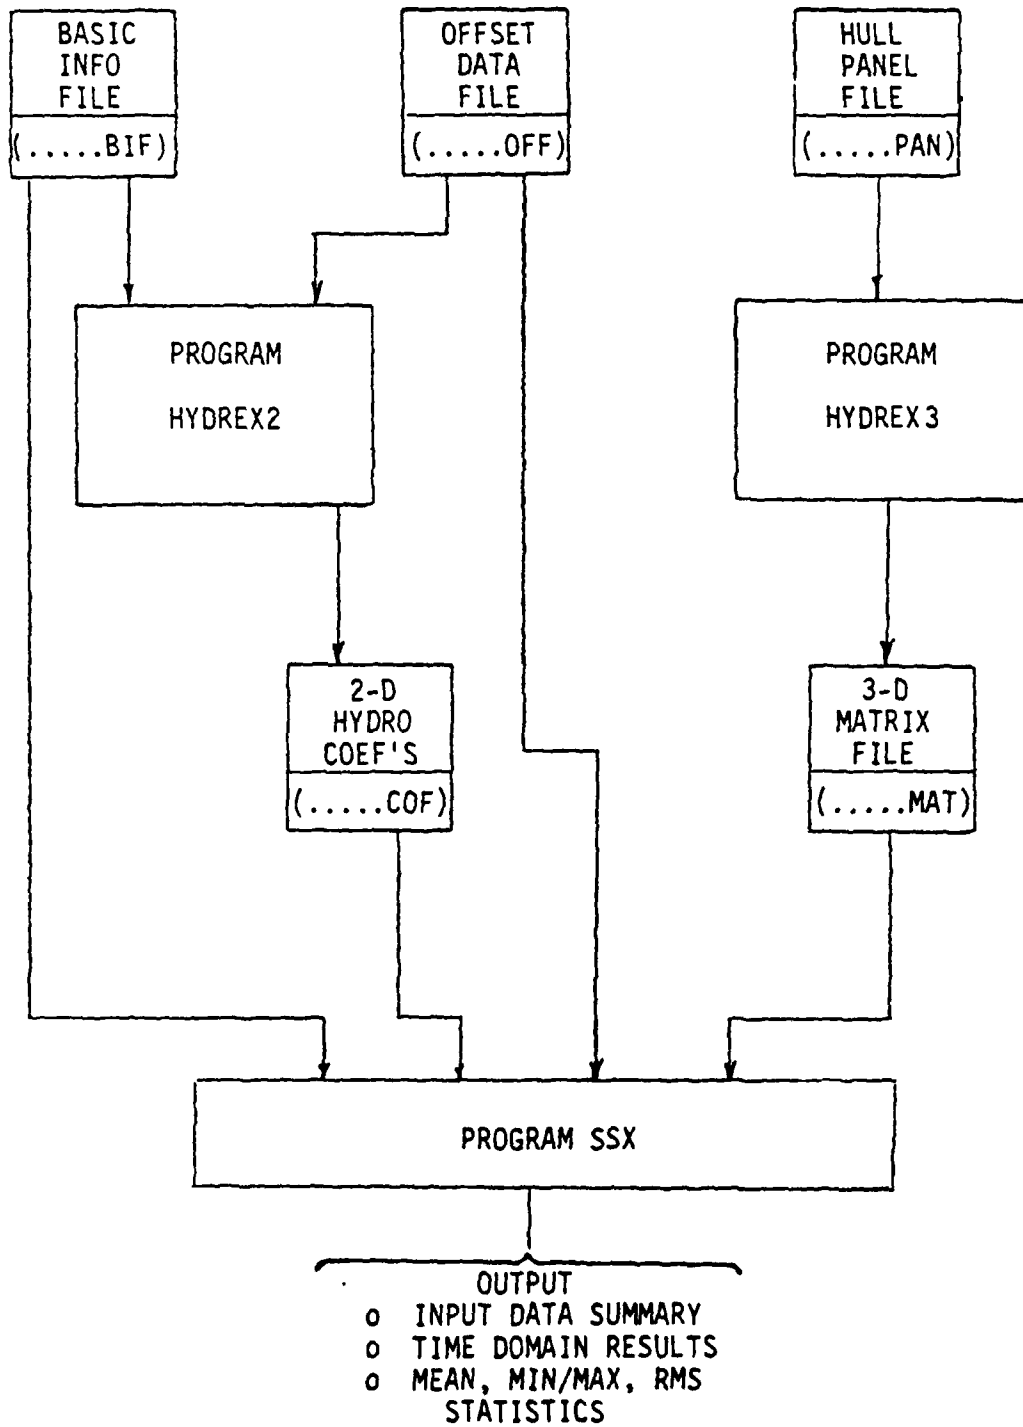 BASIC
INFO
FILE
(.....BIF)
OFFSET
DATA
FILE
(.....OFF)
HULL
PANEL
FILE
(.....PAN)
PROGRAM
HYDREX2
PROGRAM
HYDREX3
2-D
HYDRO
COEF'S
(.....COF)
3-D
MATRIX
FILE
(.....MAT)
PROGRAM SSX
OUTPUT
o INPUT DATA SUMMARY
o TIME DOMAIN RESULTS
o MEAN, MIN/MAX, RMS
STATISTICS